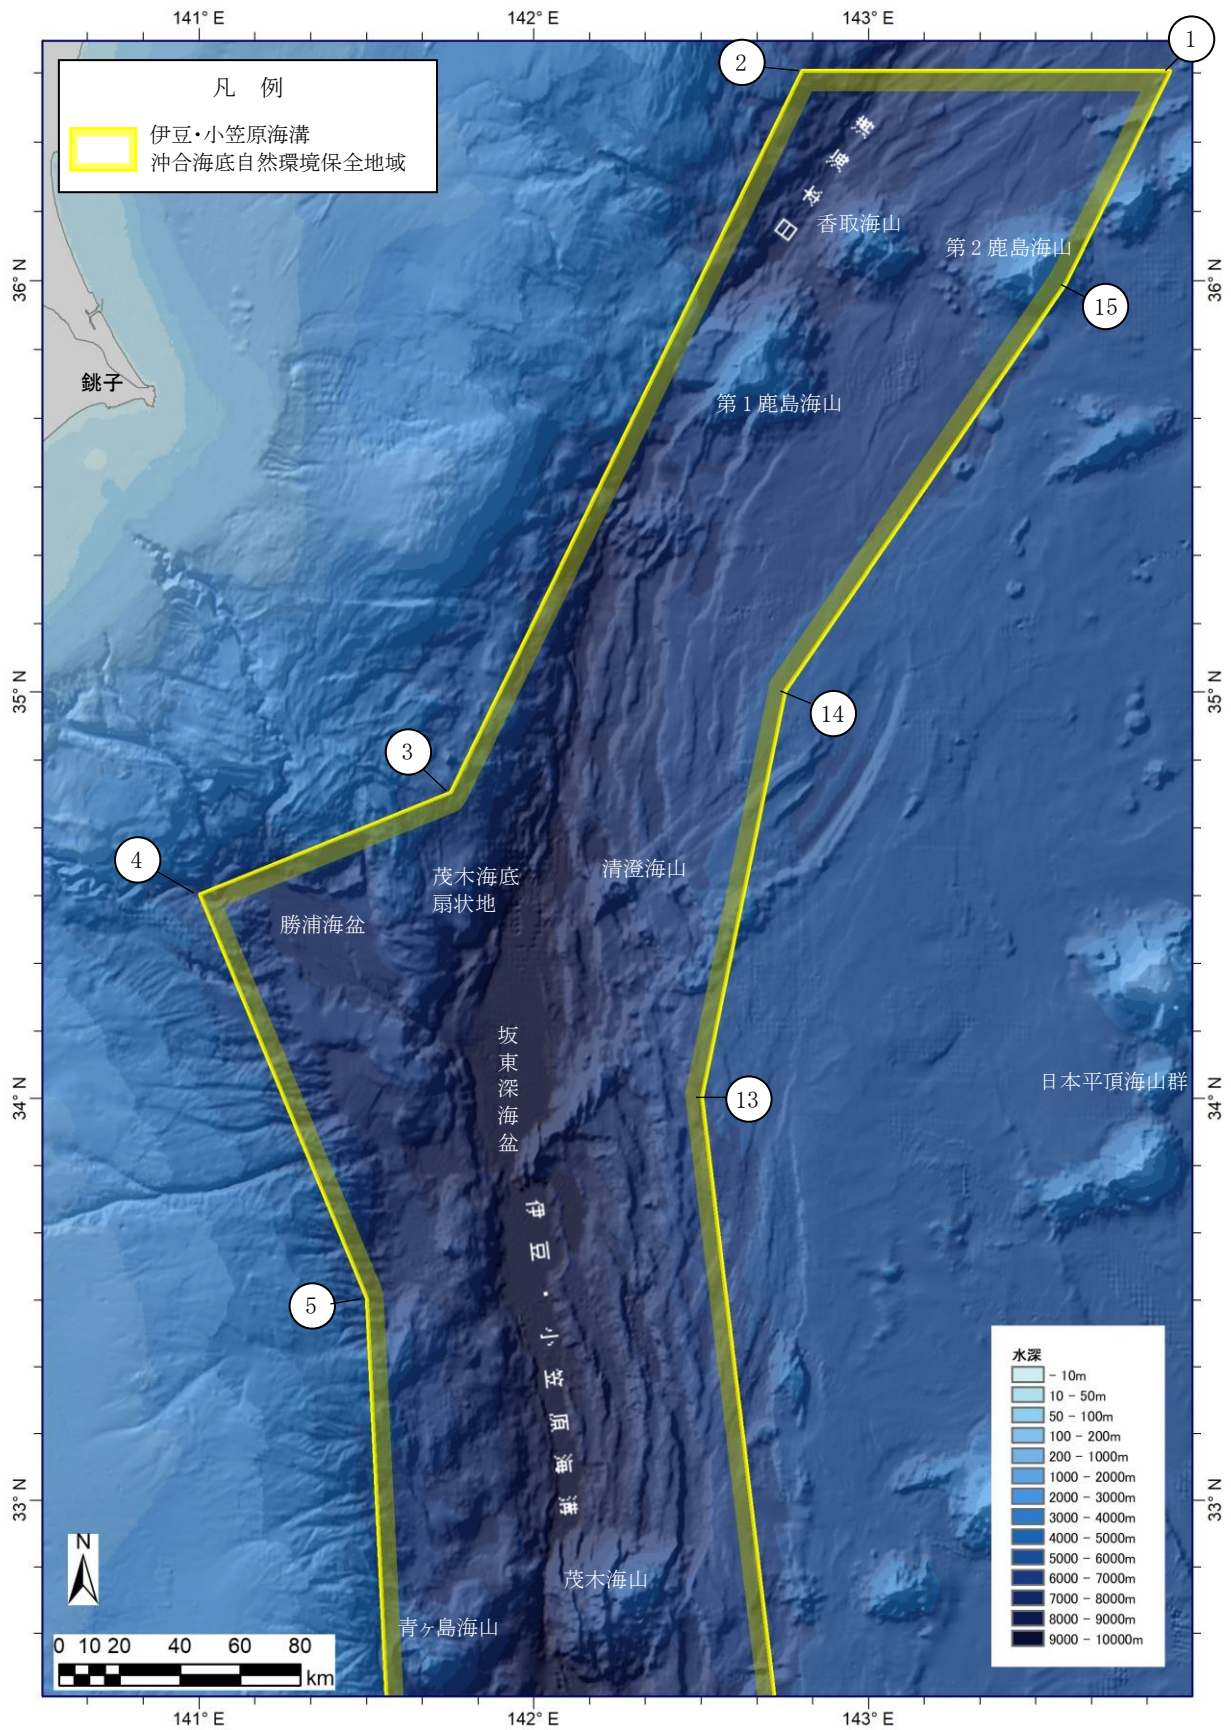 141° E
142° E
143° E
凡 例
伊豆・小笠原海溝
沖合海底自然環境保全地域
1
2
日本海溝
香取海山
第2鹿島海山
36° N
36° N
15
銚子
第1鹿島海山
35° N
35° N
14
3
4
茂木海底
扇状地
清澄海山
勝浦海盆
坂東深海盆
日本平頂海山群
34° N
34° N
13
伊豆・小笠原海溝
5
水深
- 10m
10 - 50m
50 - 100m
100 - 200m
200 - 1000m
1000 - 2000m
2000 - 3000m
3000 - 4000m
4000 - 5000m
5000 - 6000m
6000 - 7000m
7000 - 8000m
8000 - 9000m
9000 - 10000m
33° N
33° N
N
茂木海山
青ヶ島海山
0 10 20 40 60 80
km
141° E
142° E
143° E